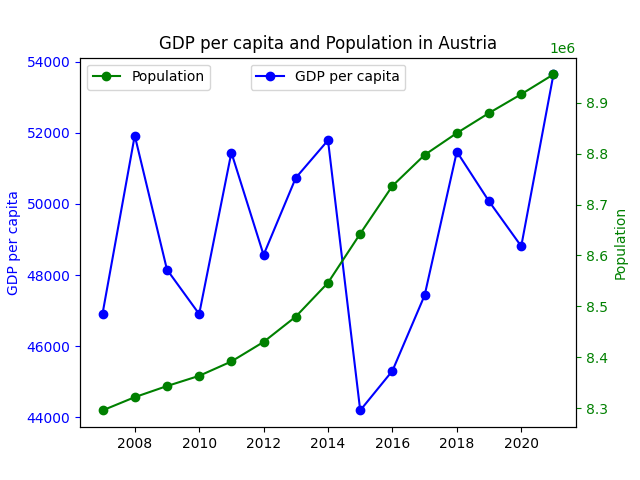 GDP per capita and Population in Austria
1e6
Population
GDP per capita
54000
52000
50000
48000
46000
44000
GDP per capita
8.9
8.8
8.7
8.6
8.5
8.4
8.3
Population
2008 2010 2012 2014 2016 2018 2020